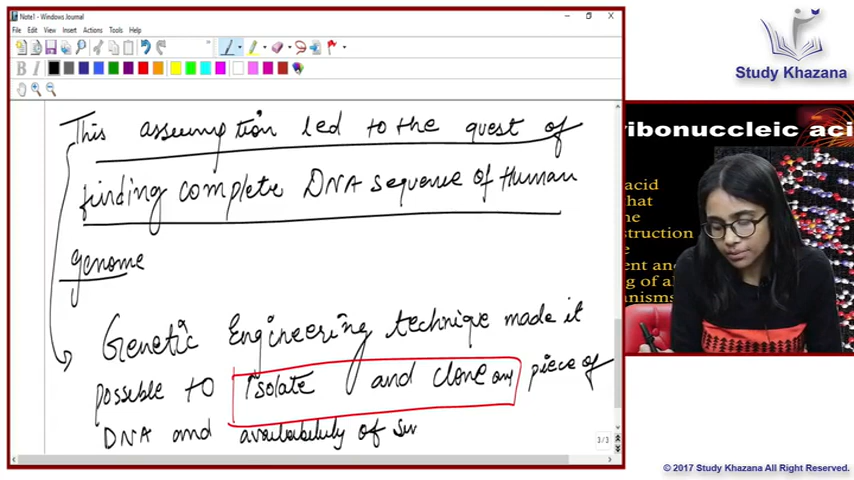 Note1 - Windows Journal
File Edit View Insert Actions Tools Help
B I
This assumption led to the quest of
finding complete DNA sequence of Human
genome
Genetic Engineering technique made it
possible to isolate and clone any piece of
DNA and availability of
3/3
Study Khazana
ribonuccleic aci
acid
hat
ne
struction
e
ent and
g of al
anisms
© 2017 Study Khazana All Right Reserved.